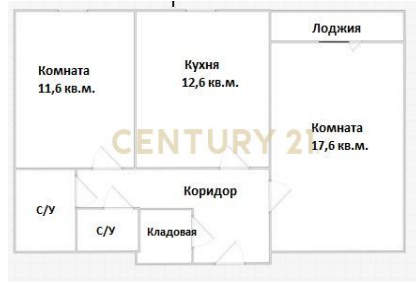 Лоджия
Кухня
12,6 кв.м.
Комната
11,6 кв.м.
CENTURY 21
Комната
17,6 кв.м.
Коридор
С/У
С/У
Кладовая